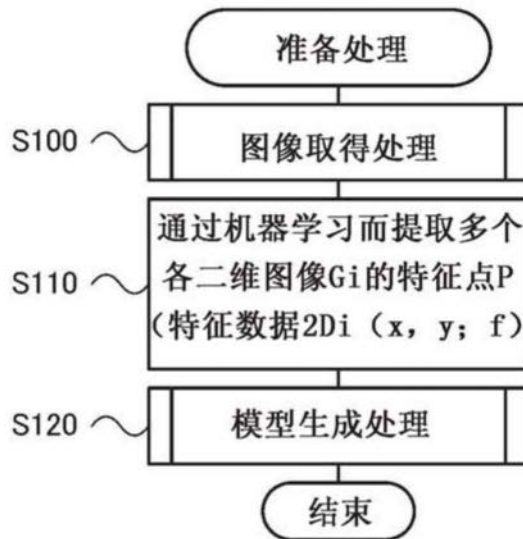 准备处理
S100
图像取得处理
S110
通过机器学习而提取多个
各二维图像Gi的特征点P
（特征数据2Di（x，y；f）
S120
模型生成处理
结束